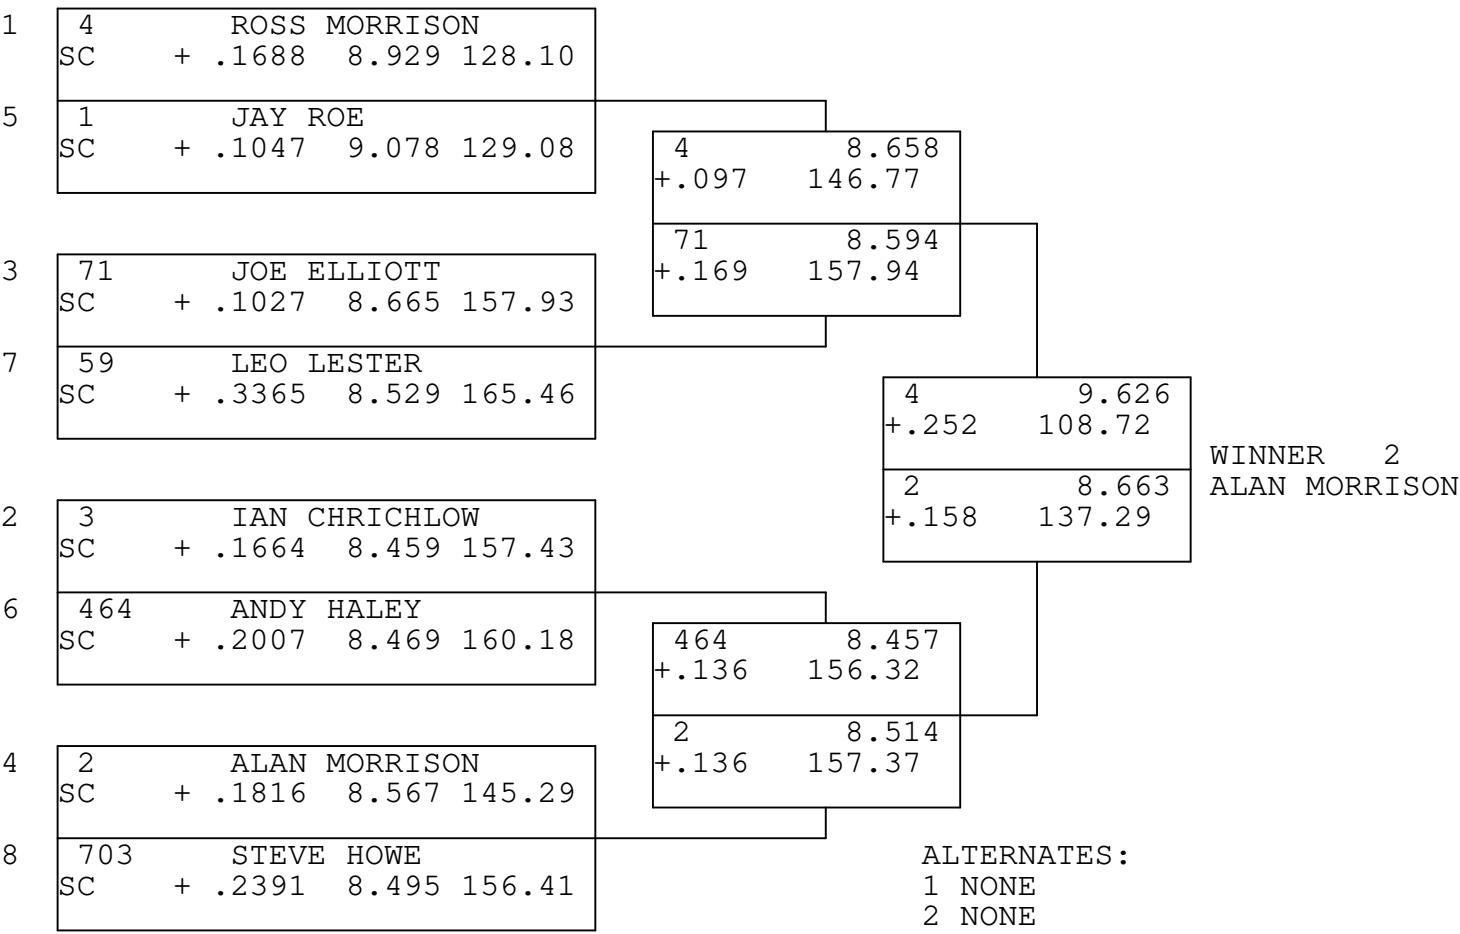 1 4 ROSS MORRISON
SC + .1688 8.929 128.10
5 1 JAY ROE
SC + .1047 9.078 129.08
4 8.658
+.097 146.77
71 8.594
+.169 157.94
3 71 JOE ELLIOTT
SC + .1027 8.665 157.93
7 59 LEO LESTER
SC + .3365 8.529 165.46
4 9.626
+.252 108.72
2 8.663
+.158 137.29
WINNER 2
ALAN MORRISON
2 3 IAN CHRICHLOW
SC + .1664 8.459 157.43
6 464 ANDY HALEY
SC + .2007 8.469 160.18
464 8.457
+.136 156.32
2 8.514
+.136 157.37
4 2 ALAN MORRISON
SC + .1816 8.567 145.29
8 703 STEVE HOWE
SC + .2391 8.495 156.41
ALTERNATES:
1 NONE
2 NONE